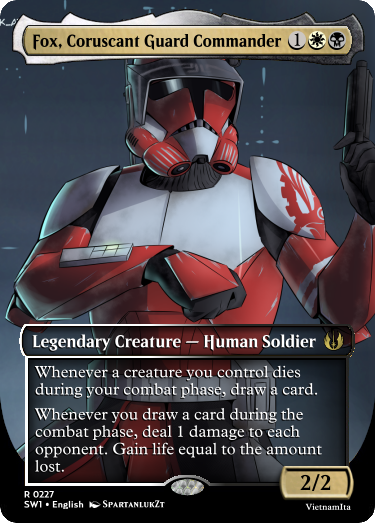 Fox, Coruscant Guard Commander 1
Legendary Creature — Human Soldier
Whenever a creature you control dies
during your combat phase, draw a card.
Whenever you draw a card during the
combat phase, deal 1 damage to each
opponent. Gain life equal to the amount
lost.
2/2
R 0227
SW1 • English SpartanlukZt
VietnamIta